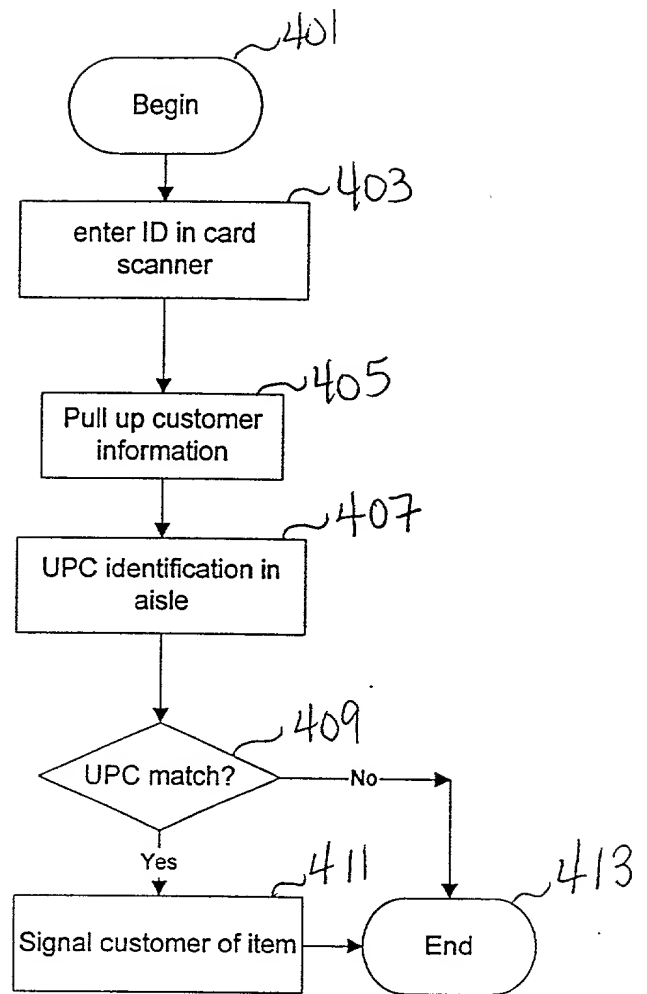 401
Begin
403
enter ID in card
scanner
405
Pull up customer
information
407
UPC identification in
aisle
409
UPC match?
No
Yes
411
Signal customer of item
413
End